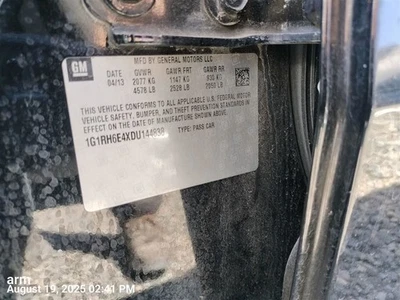 GM
MFD BY GENERAL MOTORS LLC
DATE GVWR GAWR FRT GAWR RR
04/13 2077 KG 1147 KG 930 KG
4578 LB 2528 LB 2050 LB
THIS VEHICLE CONFORMS TO ALL APPLICABLE U.S. FEDERAL MOTOR
VEHICLE SAFETY, BUMPER, AND THEFT PREVENTION STANDARDS IN
EFFECT ON THE DATE OF MANUFACTURE SHOWN ABOVE.
1G1RH6E4XDU144839 TYPE: PASS CAR
arm
August 19, 2025 02:41 PM